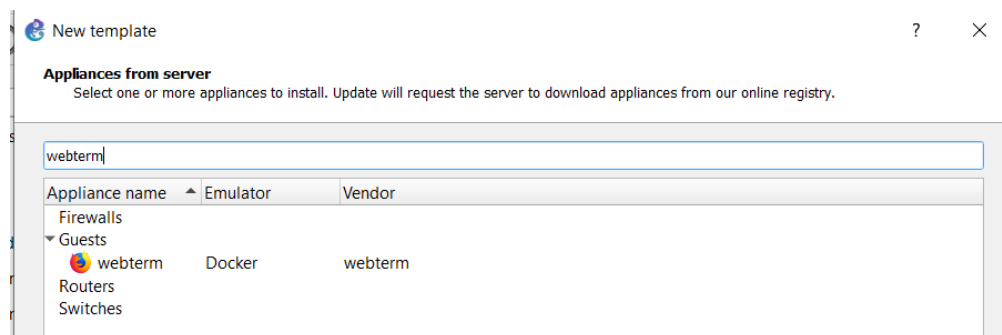 New template
?
Appliances from server
Select one or more appliances to install. Update will request the server to download appliances from our online registry.
webterm
Appliance name Emulator Vendor
Firewalls
Guests
webterm Docker webterm
Routers
Switches